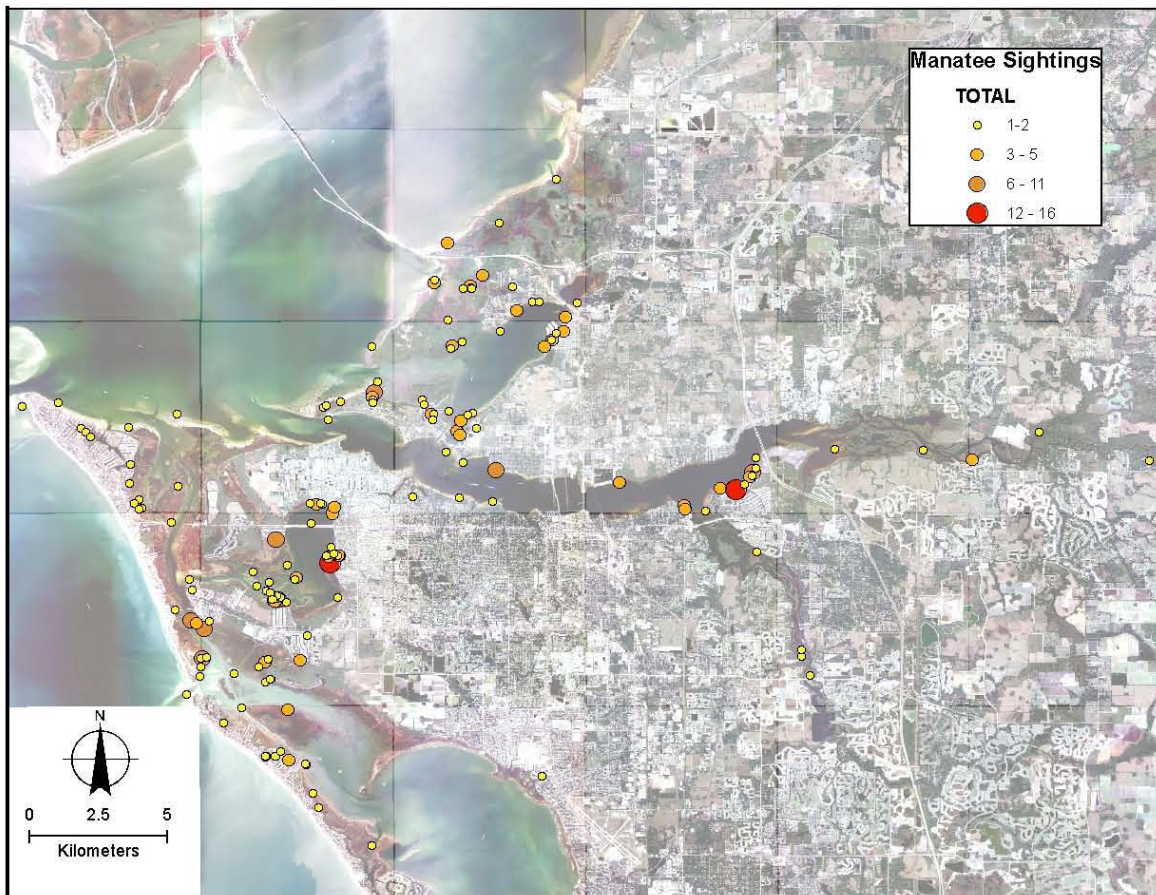 Manatee Sightings
TOTAL
1-2
3 - 5
6 - 11
12 - 16
N
0 2.5 5
Kilometers